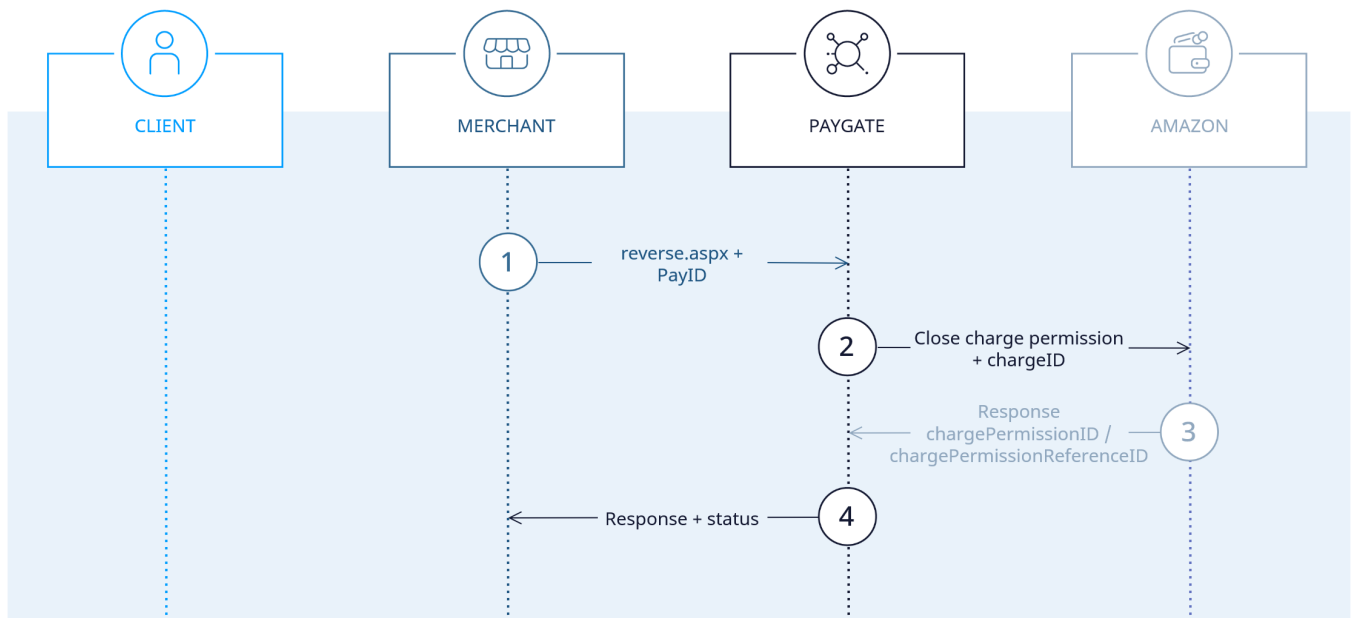 CLIENT
MERCHANT
PAYGATE
AMAZON
1
reverse.aspx +
PayID
2
Close charge permission
+ chargeID
Response
chargePermissionID /
chargePermissionReferenceID
3
4
Response + status